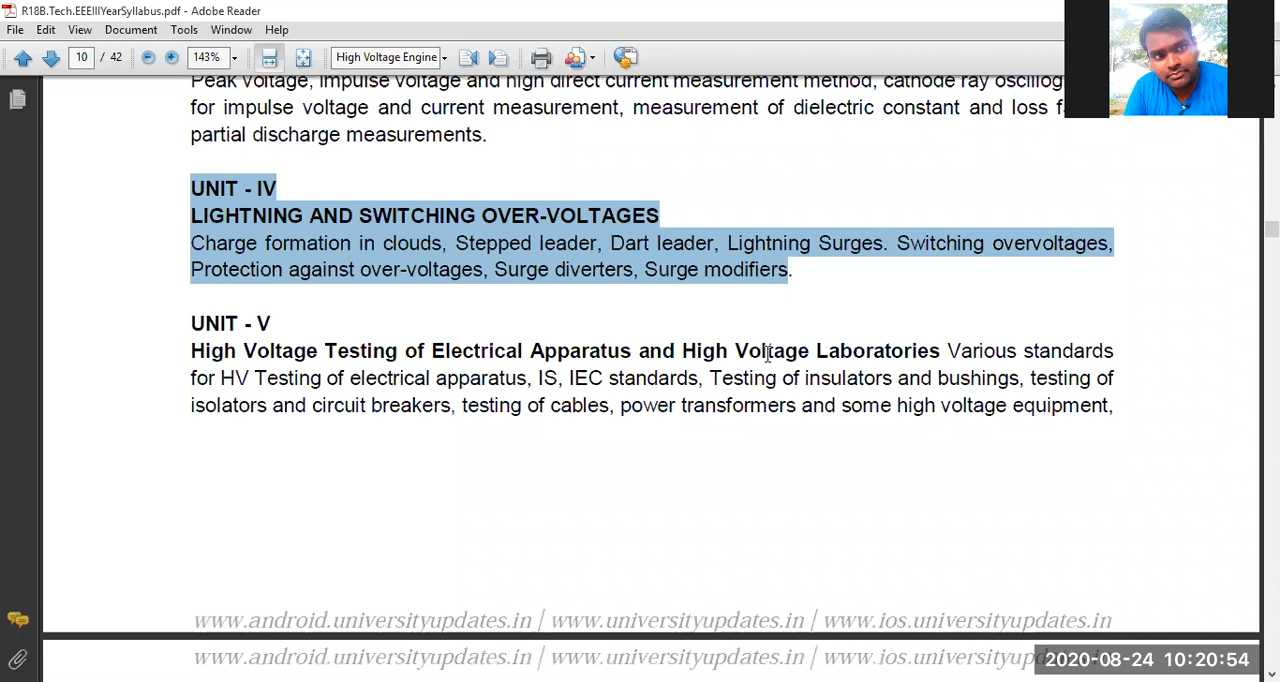 R18B.Tech.EEEIIIYearSyllabus.pdf - Adobe Reader
File Edit View Document Tools Window Help
10 / 42 143% High Voltage Engine
Peak voltage, impulse voltage and high direct current measurement method, cathode ray
for impulse voltage and current measurement, measurement of dielectric constant and loss
partial discharge measurements.
UNIT - IV
LIGHTNING AND SWITCHING OVER-VOLTAGES
Charge formation in clouds, Stepped leader, Dart leader, Lightning Surges. Switching overvoltages,
Protection against over-voltages, Surge diverters, Surge modifiers.
UNIT - V
High Voltage Testing of Electrical Apparatus and High Voltage Laboratories Various standards
for HV Testing of electrical apparatus, IS, IEC standards, Testing of insulators and bushings, testing of
isolators and circuit breakers, testing of cables, power transformers and some high voltage equipment,
www.android.universityupdates.in | www.universityupdates.in | www.ios.universityupdates.in
www.android.universityupdates.in | www.universityupdates.in | www.ios.
2020-08-24 10:20:54